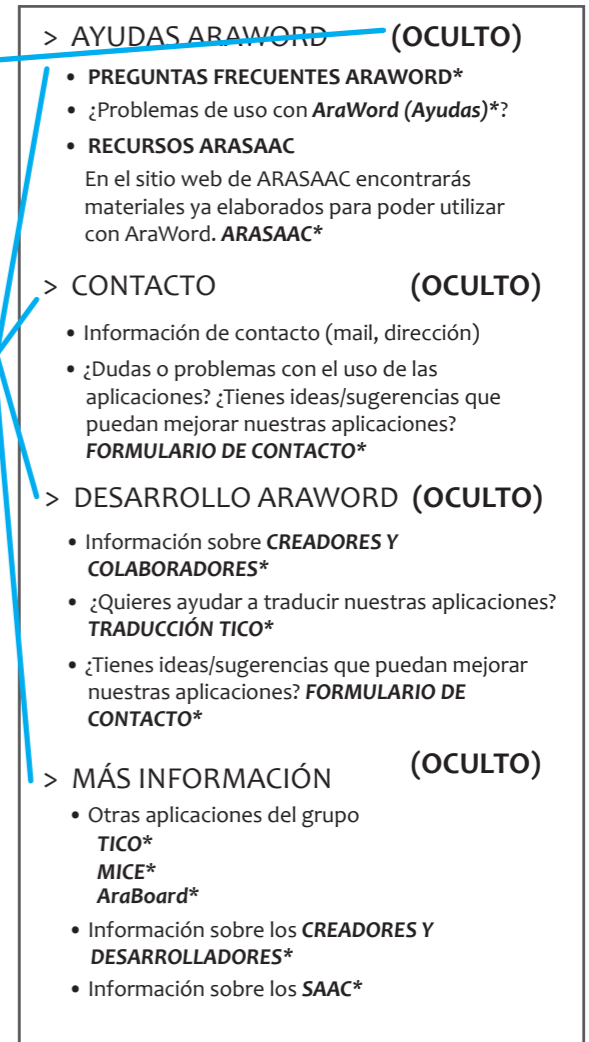 > AYUDAS ARAWORD (OCULTO)
• PREGUNTAS FRECUENTES ARAWORD*
• ¿Problemas de uso con AraWord (Ayudas)*?
• RECURSOS ARASAAC
En el sitio web de ARASAAC encontrarás
materiales ya elaborados para poder utilizar
con AraWord. ARASAAC*
> CONTACTO (OCULTO)
• Información de contacto (mail, dirección)
• ¿Dudas o problemas con el uso de las
aplicaciones? ¿Tienes ideas/sugerencias que
puedan mejorar nuestras aplicaciones?
FORMULARIO DE CONTACTO*
> DESARROLLO ARAWORD (OCULTO)
• Información sobre CREADORES Y
COLABORADORES*
• ¿Quieres ayudar a traducir nuestras aplicaciones?
TRADUCCIÓN TICO*
• ¿Tienes ideas/sugerencias que puedan mejorar
nuestras aplicaciones? FORMULARIO DE
CONTACTO*
> MÁS INFORMACIÓN (OCULTO)
• Otras aplicaciones del grupo
TICO*
MICE*
AraBoard*
• Información sobre los CREADORES Y
DESARROLLADORES*
• Información sobre los SAAC*